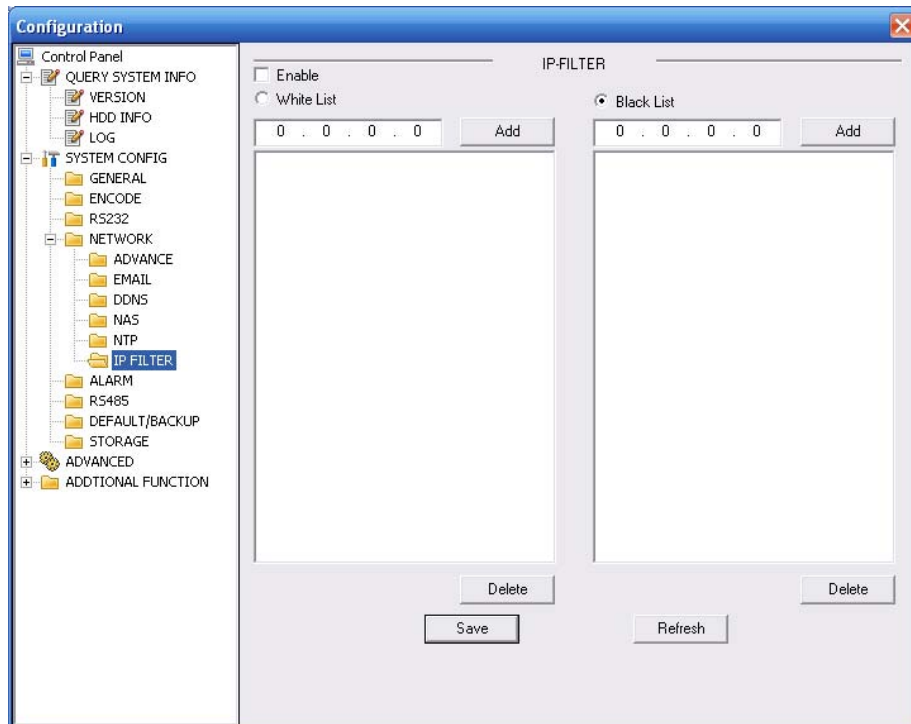 Configuration
Control Panel
QUERY SYSTEM INFO
VERSION
HDD INFO
LOG
SYSTEM CONFIG
GENERAL
ENCODE
RS232
NETWORK
ADVANCE
EMAIL
DDNS
NAS
NTP
IP FILTER
ALARM
RS485
DEFAULT/BACKUP
STORAGE
ADVANCED
ADDTIONAL FUNCTION
IP-FILTER
Enable
White List
Black List
0 . 0 . 0 . 0 Add
0 . 0 . 0 . 0 Add
Delete
Delete
Save
Refresh